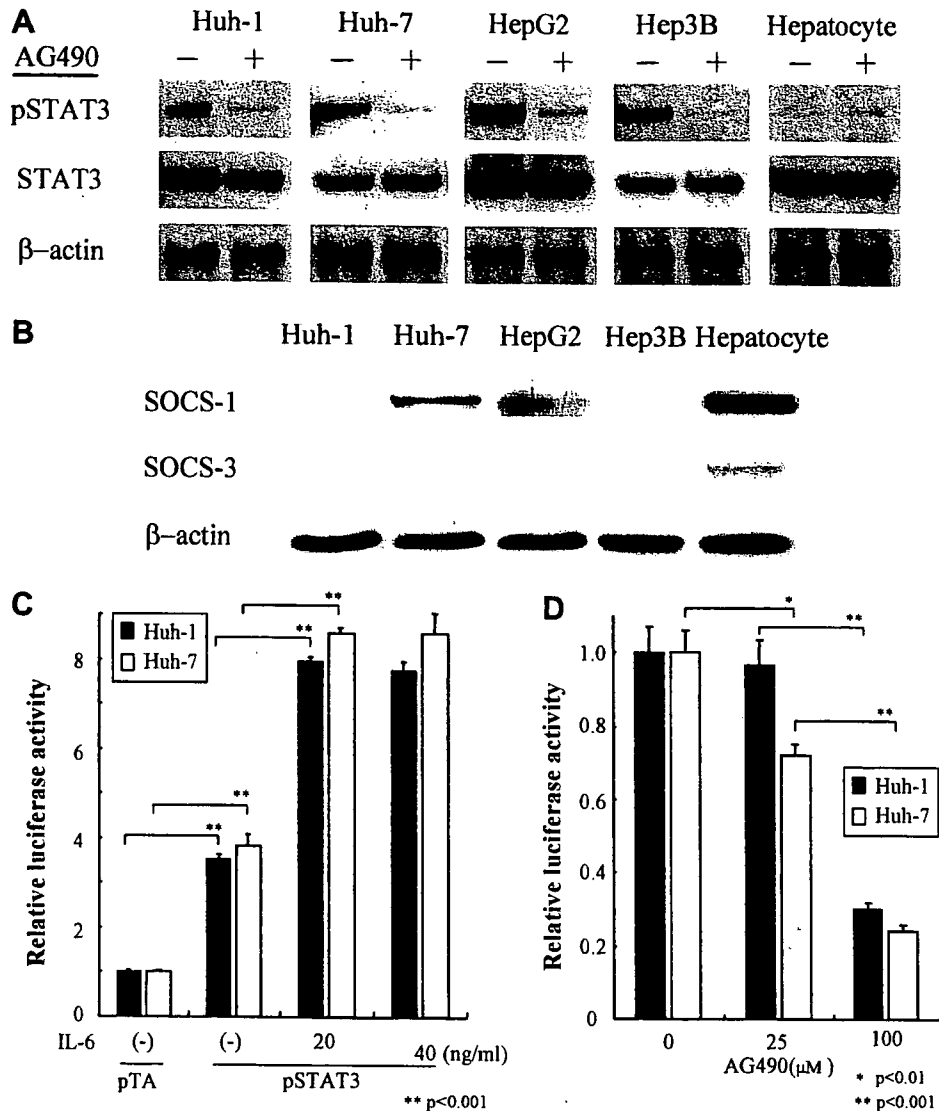 A
Huh-1 Huh-7 HepG2 Hep3B Hepatocyte
AG490 − + − + − + − + − +
pSTAT3
STAT3
β−actin
B
Huh-1 Huh-7 HepG2 Hep3B Hepatocyte
SOCS-1
SOCS-3
β−actin
C
Relative luciferase activity
8
6
4
2
0
Huh-1
Huh-7
**
**
**
**
IL-6 (-) (-) 20 40 (ng/ml)
pTA pSTAT3
** p<0.001
D
Relative luciferase activity
1.0
0.8
0.6
0.4
0.2
0
*
**
**
Huh-1
Huh-7
0 25 100
AG490(μM)
* p<0.01
** p<0.001